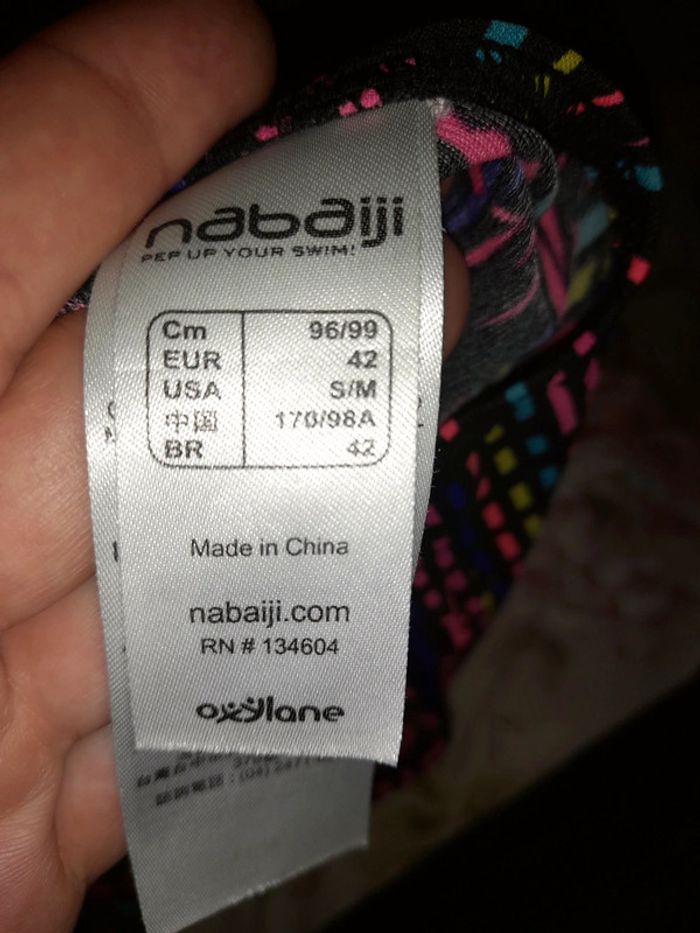 nabaiji
PEP UP YOUR SWIM!
Cm 96/99
EUR 42
USA S/M
中国 170/98A
BR 42
Made in China
nabaiji.com
RN # 134604
oxylane